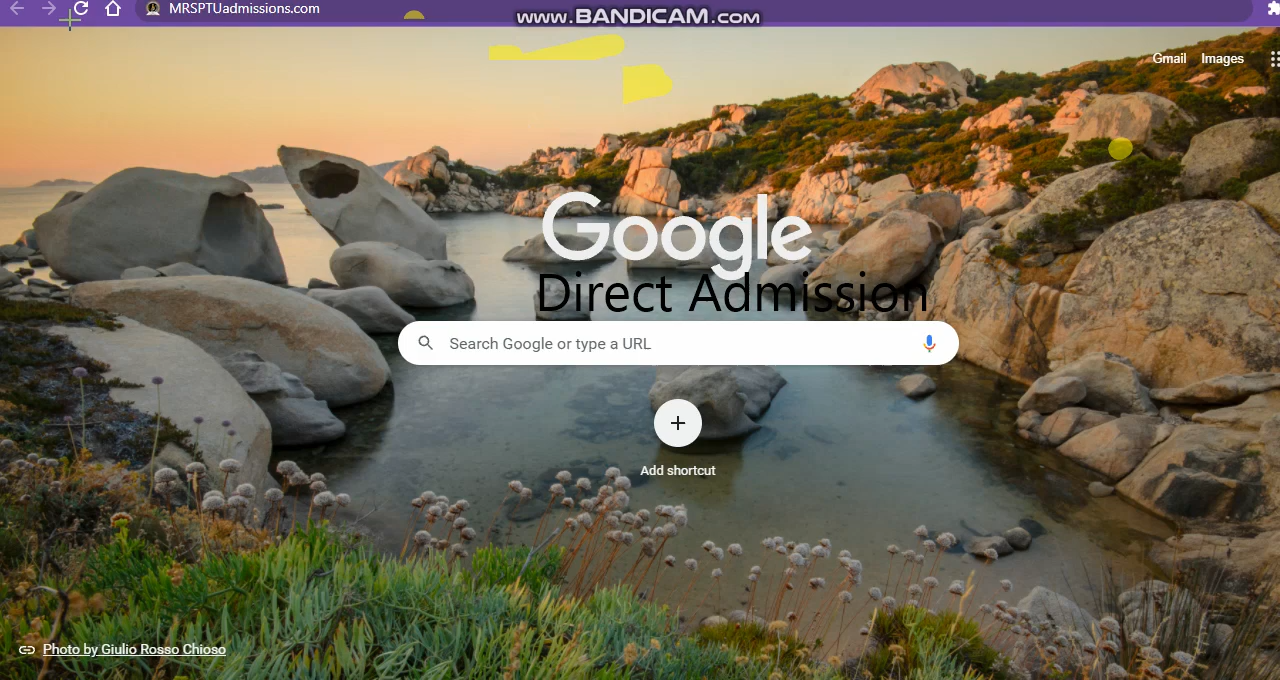 MRSPTUadmissions.com
www.BANDICAM.com
Gmail Images
Google
Direct Admission
Search Google or type a URL
Add shortcut
Photo by Giulio Rosso Chioso